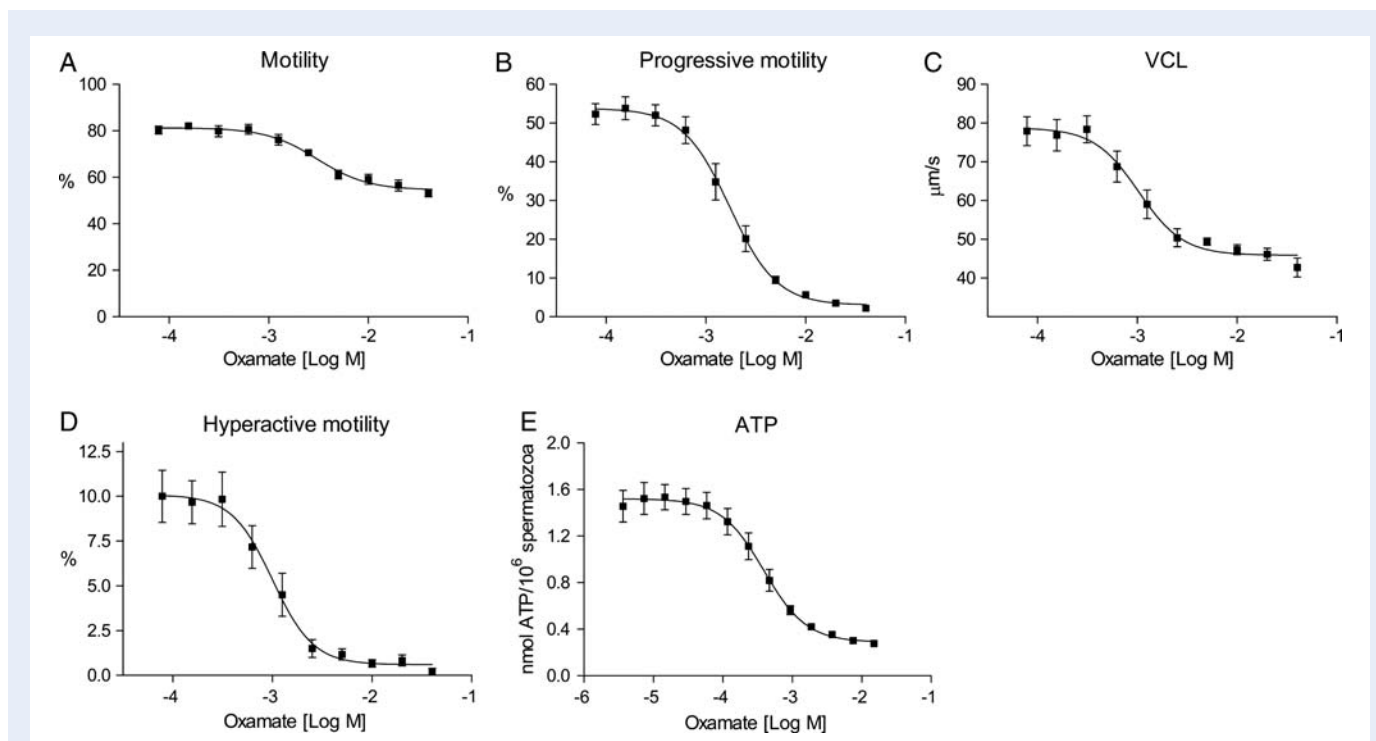 A Motility
100
80
60
%
40
20
0
-4 -3 -2 -1
Oxamate [Log M]
B Progressive motility
60
50
40
30
%
20
10
0
-4 -3 -2 -1
Oxamate [Log M]
C VCL
90
80
70
μm/s
60
50
40
-4 -3 -2 -1
Oxamate [Log M]
D Hyperactive motility
12.5
10.0
7.5
%
5.0
2.5
0.0
-4 -3 -2 -1
Oxamate [Log M]
E ATP
nmol ATP/10⁶ spermatozoa
2.0
1.6
1.2
0.8
0.4
0.0
-6 -5 -4 -3 -2 -1
Oxamate [Log M]